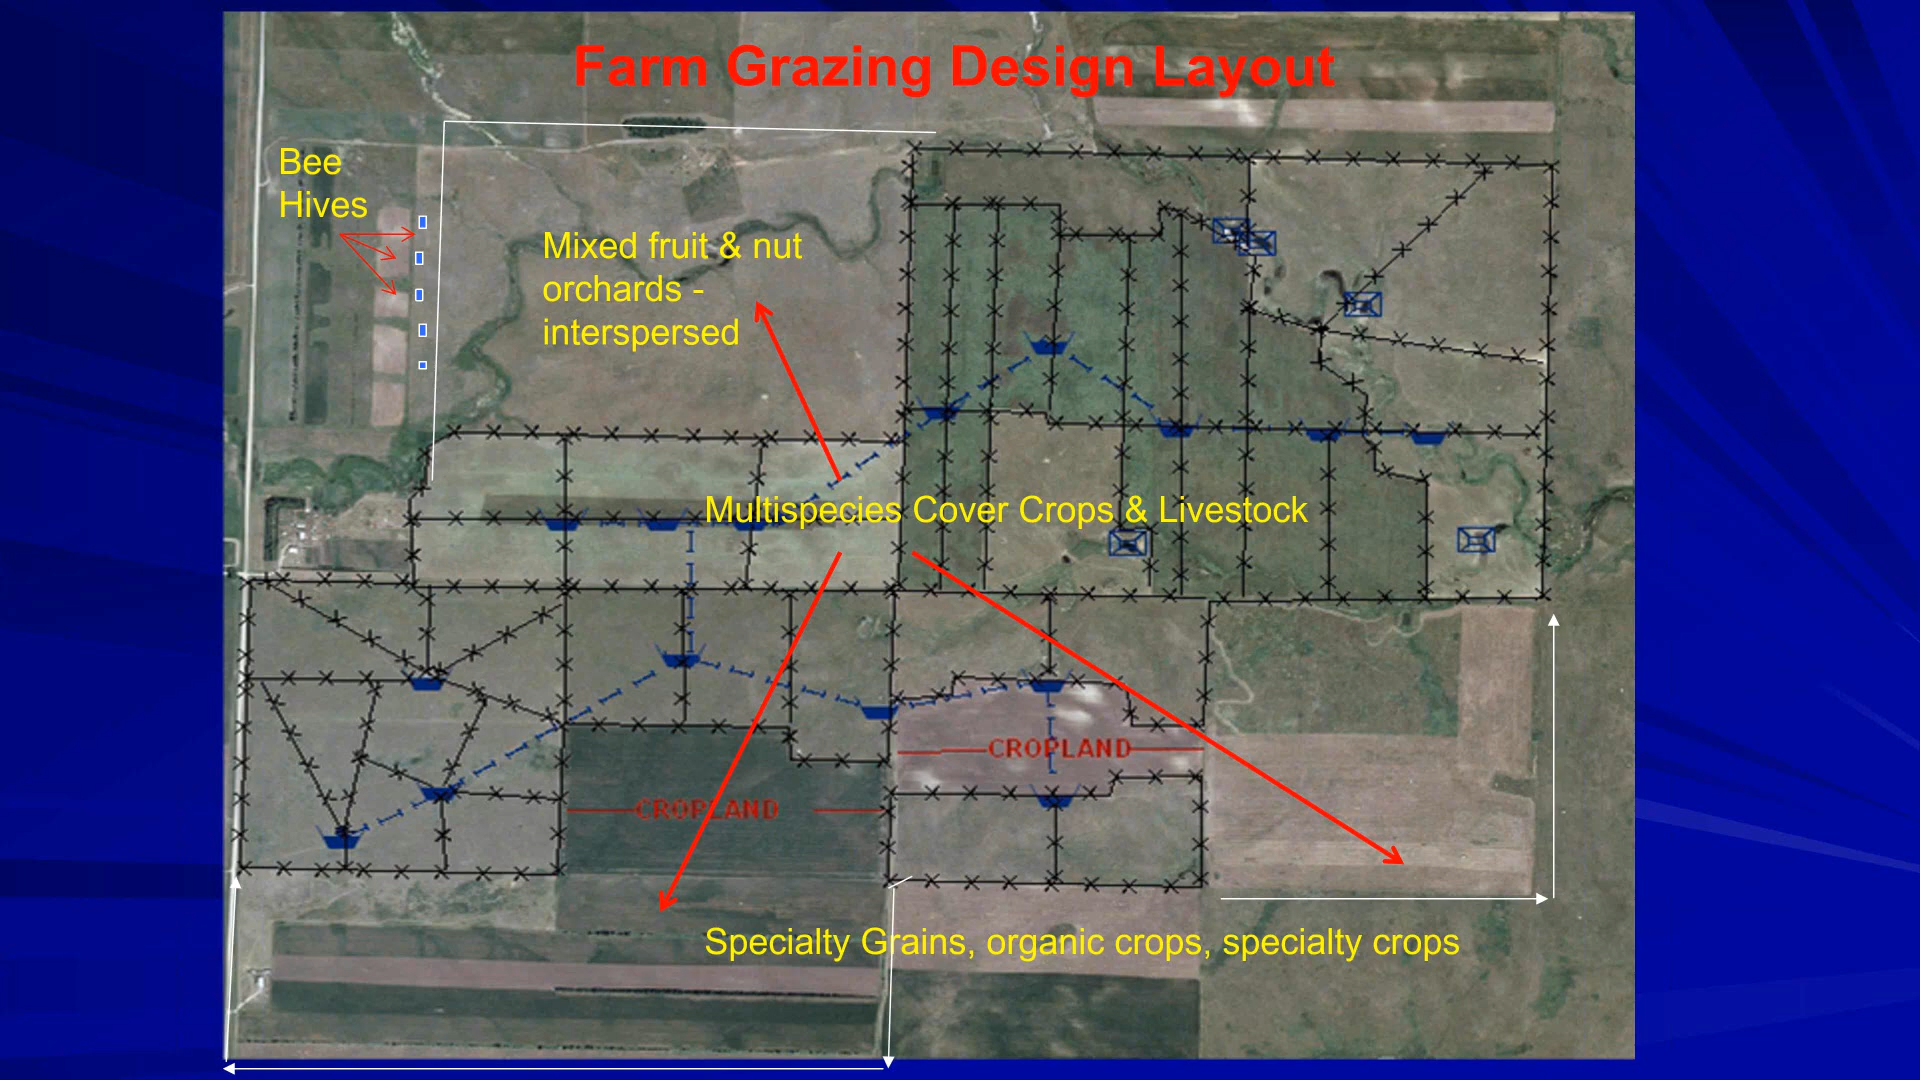 Farm Grazing Design Layout
Bee
Hives
Mixed fruit & nut
orchards -
interspersed
Multispecies Cover Crops & Livestock
CROPLAND
CROPLAND
Specialty Grains, organic crops, specialty crops